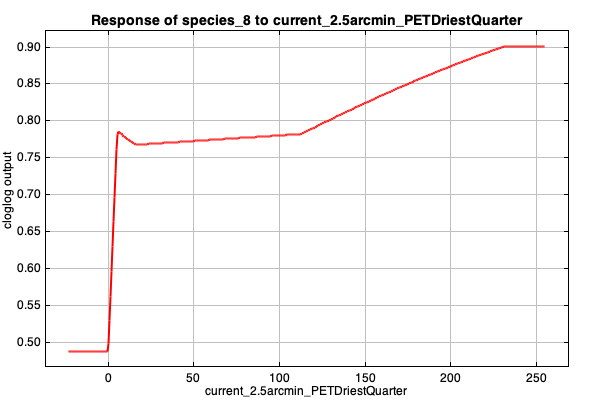 Response of species_8 to current_2.5arcmin_PETDriestQuarter
cloglog output
0.90
0.85
0.80
0.75
0.70
0.65
0.60
0.55
0.50
0 50 100 150 200 250
current_2.5arcmin_PETDriestQuarter